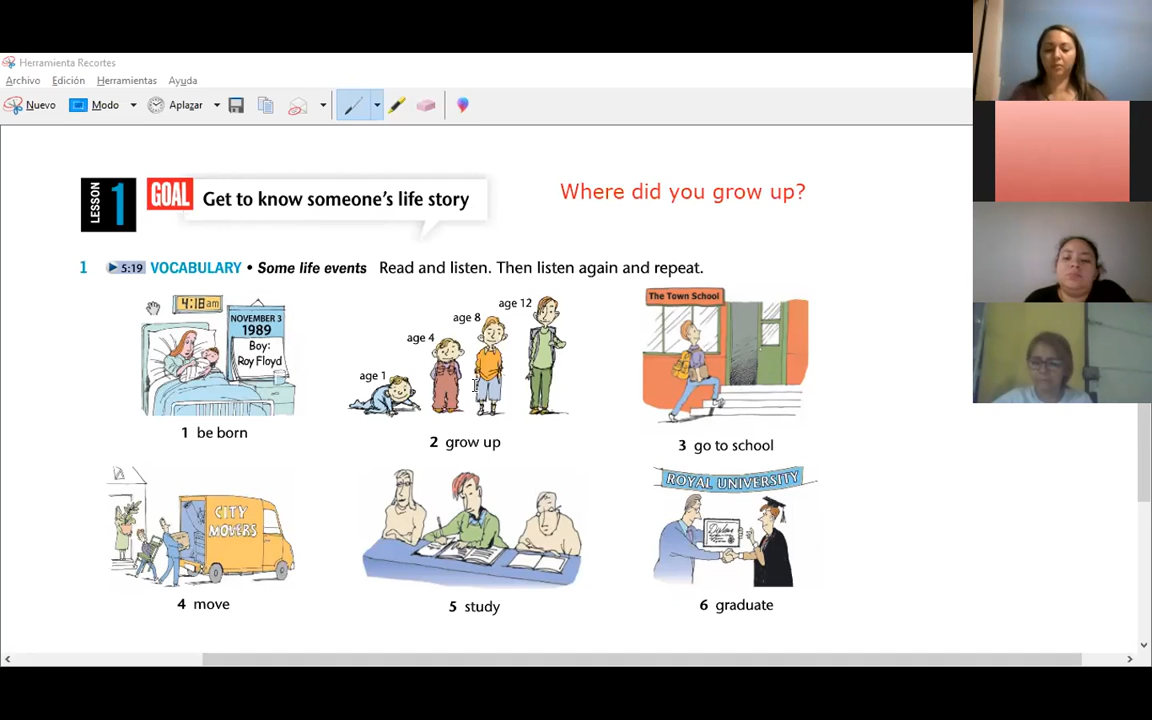 Herramienta Recortes
Archivo Edición Herramientas Ayuda
Nuevo Modo Aplazar
LESSON 1 GOAL Get to know someone's life story
Where did you grow up?
1 5:19 VOCABULARY • Some life events Read and listen. Then listen again and repeat.
4:18am
NOVEMBER 3
1989
Boy:
Roy Floyd
age 1
age 4
age 8
age 12
The Town School
1 be born
2 grow up
3 go to school
CITY
MOVERS
ROYAL UNIVERSITY
Diploma
4 move
5 study
6 graduate